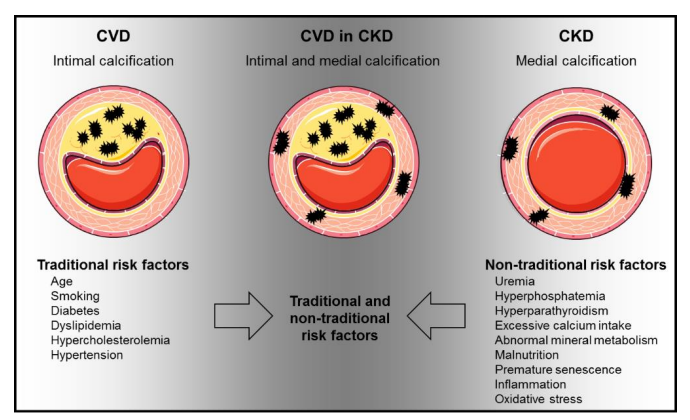 CVD
Intimal calcification
CVD in CKD
Intimal and medial calcification
CKD
Medial calcification
Traditional risk factors
Age
Smoking
Diabetes
Dyslipidemia
Hypercholesterolemia
Hypertension
Traditional and
non-traditional
risk factors
Non-traditional risk factors
Uremia
Hyperphosphatemia
Hyperparathyroidism
Excessive calcium intake
Abnormal mineral metabolism
Malnutrition
Premature senescence
Inflammation
Oxidative stress